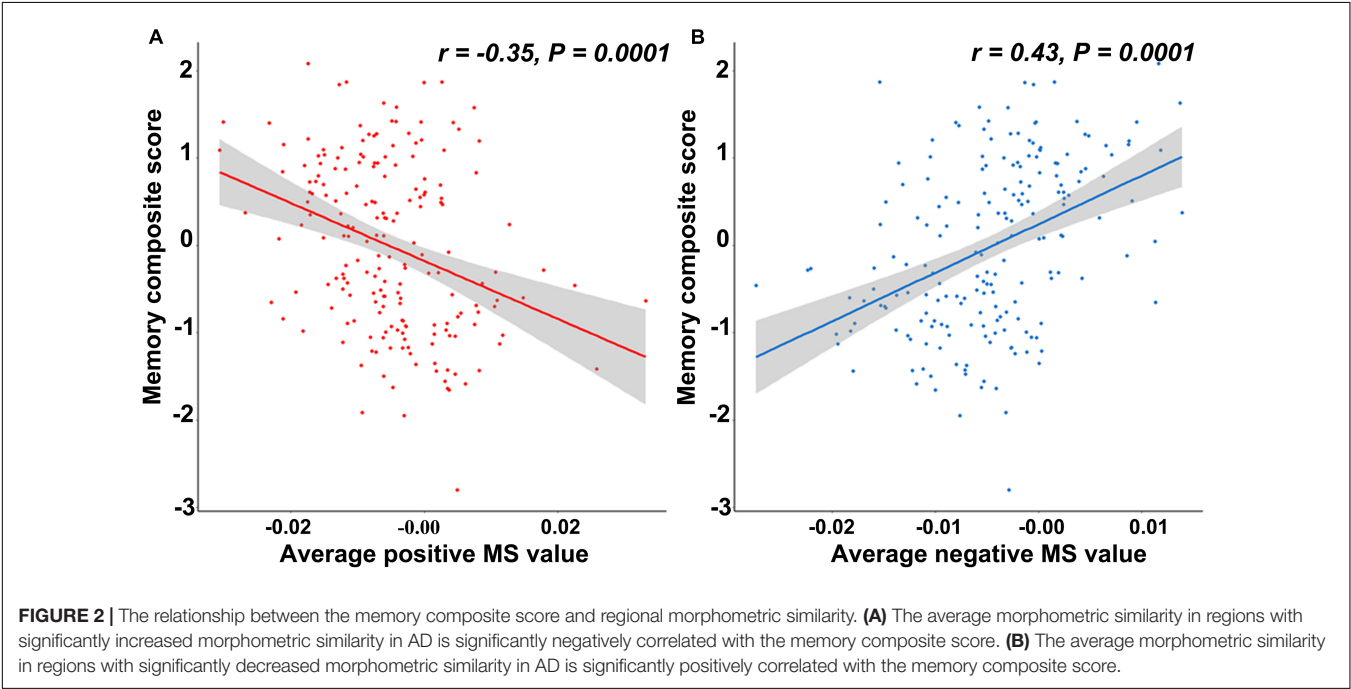 A
r = -0.35, P = 0.0001
Memory composite score
2
1
0
-1
-2
-3
-0.02
-0.00
0.02
Average positive MS value
B
r = 0.43, P = 0.0001
Memory composite score
2
1
0
-1
-2
-3
-0.02
-0.01
-0.00
0.01
Average negative MS value
FIGURE 2 | The relationship between the memory composite score and regional morphometric similarity. (A) The average morphometric similarity in regions with
significantly increased morphometric similarity in AD is significantly negatively correlated with the memory composite score. (B) The average morphometric similarity
in regions with significantly decreased morphometric similarity in AD is significantly positively correlated with the memory composite score.